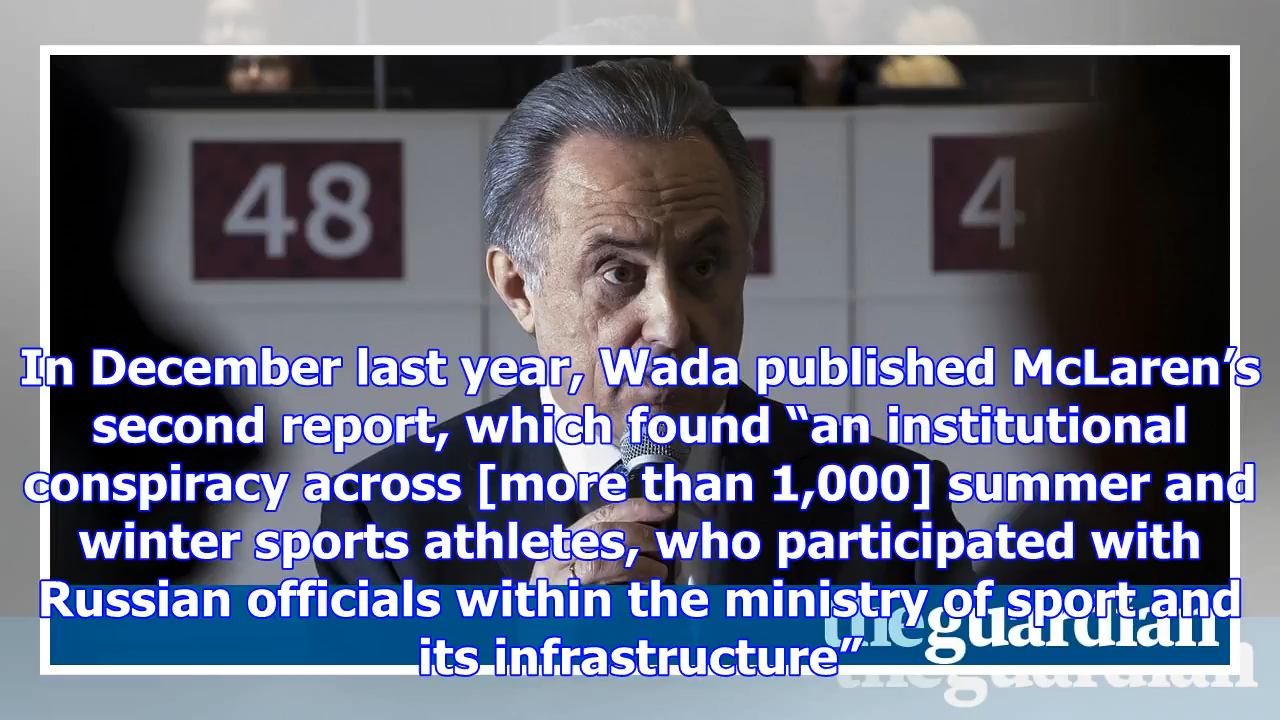 48
4
In December last year, Wada published McLaren’s
second report, which found “an institutional
conspiracy across [more than 1,000] summer and
winter sports athletes, who participated with
Russian officials within the ministry of sport and
its infrastructure”
theguardian
theguardian